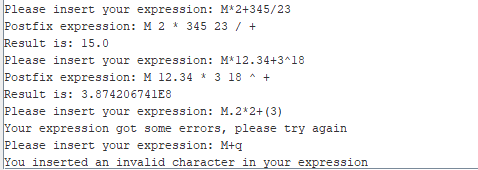 Please insert your expression: M*2+345/23
Postfix expression: M 2 * 345 23 / +
Result is: 15.0
Please insert your expression: M*12.34+3^18
Postfix expression: M 12.34 * 3 18 ^ +
Result is: 3.874206741E8
Please insert your expression: M.2*2+(3)
Your expression got some errors, please try again
Please insert your expression: M+q
You inserted an invalid character in your expression